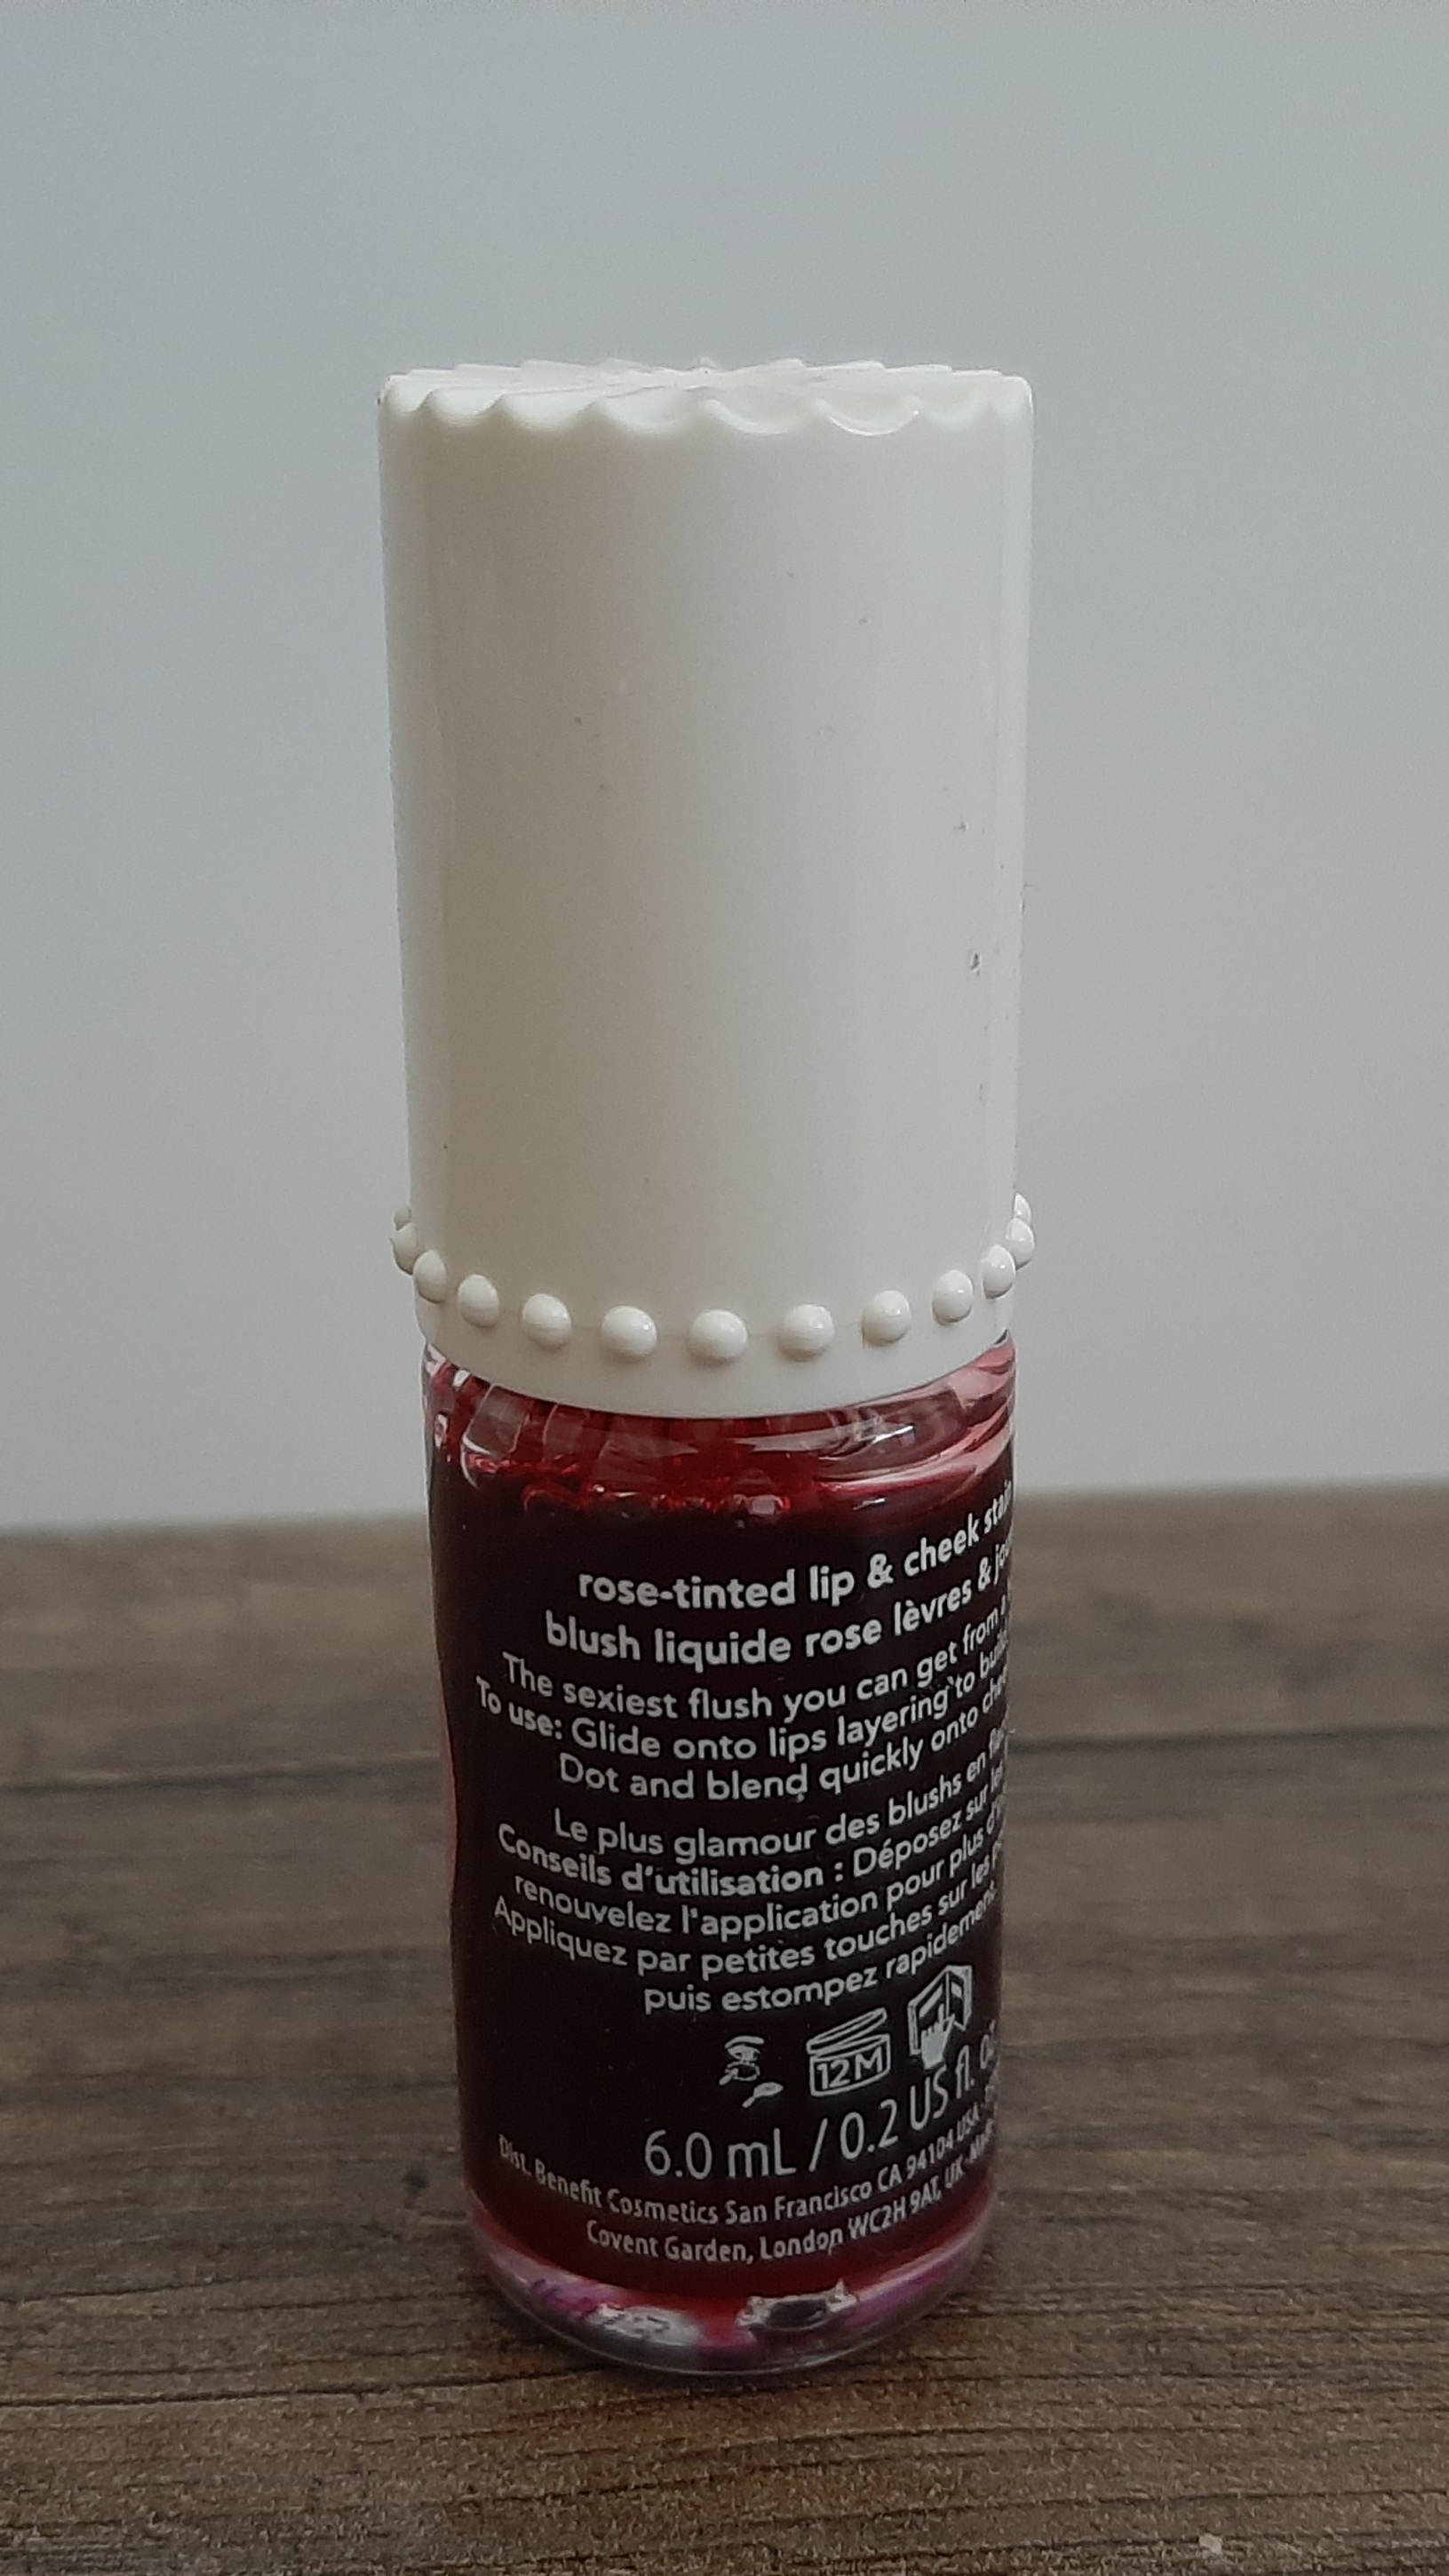 rose-tinted lip & cheek stain
blush liquide rose lèvres &
The sexiest flush you can get from a
To use: Glide onto lips layering to
Dot and blend quickly onto
Le plus glamour des blushs en
Conseils d'utilisation : Déposez sur les
renouvelez l'application pour plus
Appliquez par petites touches sur les
puis estompez rapidement.
12M
6.0 mL / 0.2 US fl. oz
Dist. Benefit Cosmetics San Francisco CA 94104 USA
Covent Garden, London WC2H 9AT, UK